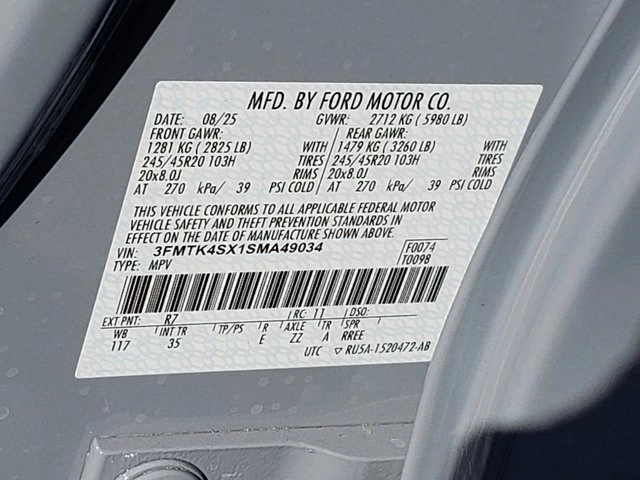 MFD. BY FORD MOTOR CO.
DATE: 08/25 GVWR: 2712 KG ( 5980 LB)
FRONT GAWR: REAR GAWR:
1281 KG ( 2825 LB) WITH 1479 KG ( 3260 LB) WITH
245/45R20 103H TIRES 245/45R20 103H TIRES
20x8.0J RIMS 20x8.0J RIMS
AT 270 kPa/ 39 PSI COLD AT 270 kPa/ 39 PSI COLD
THIS VEHICLE CONFORMS TO ALL APPLICABLE FEDERAL MOTOR
VEHICLE SAFETY AND THEFT PREVENTION STANDARDS IN
EFFECT ON THE DATE OF MANUFACTURE SHOWN ABOVE.
VIN: 3FMTK4SX1SMA49034 F0074
TYPE: MPV T0098
EXT PNT: R7 RC: 11 DSO:
WB INT TR TP/PS R AXLE TR SPR
117 35 E ZZ A RREE
UTC ▽ RU5A-1520472-AB